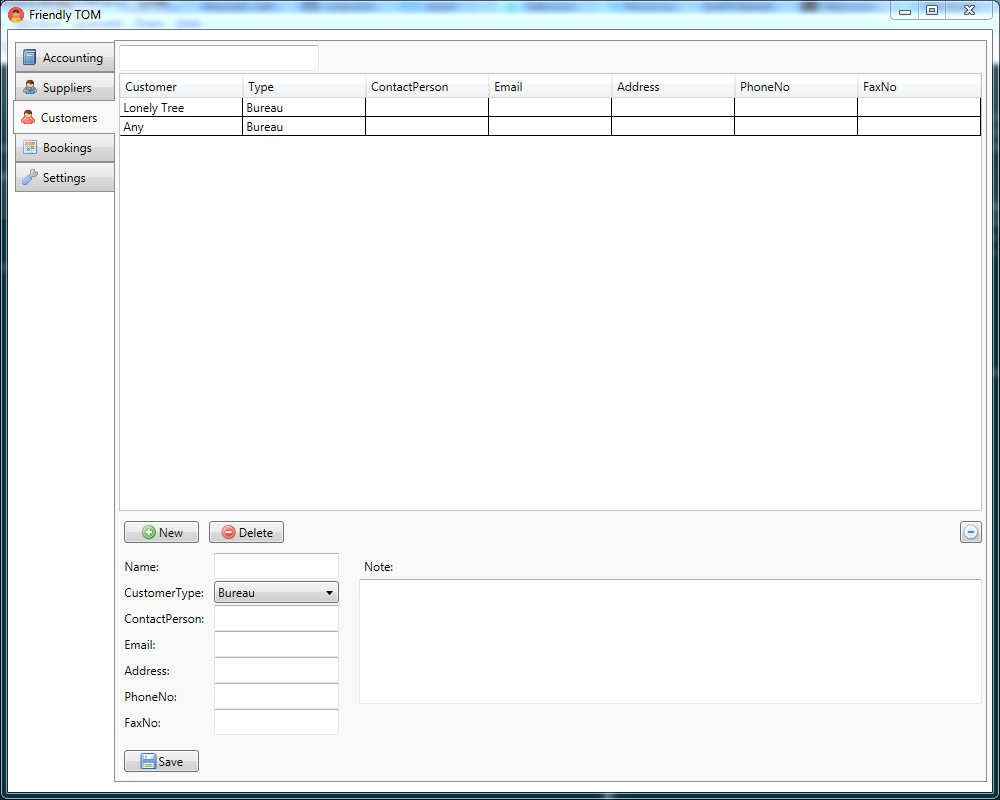 Friendly TOM
Accounting
Suppliers
Customers
Bookings
Settings
Customer Type ContactPerson Email Address PhoneNo FaxNo
Lonely Tree Bureau
Any Bureau
New Delete
Name: Note:
CustomerType: Bureau
ContactPerson:
Email:
Address:
PhoneNo:
FaxNo:
Save